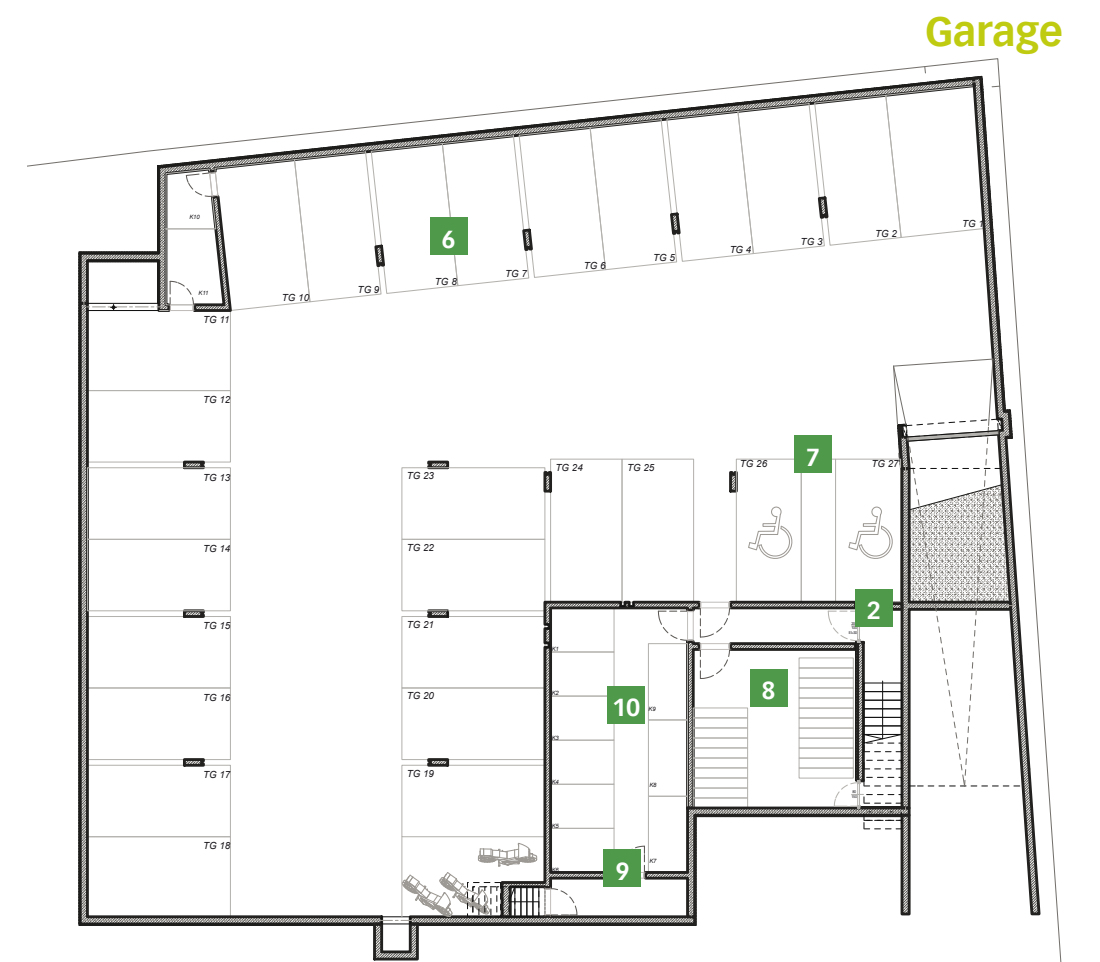 Garage
TG 1
TG 2
TG 3
TG 4
TG 5
TG 6
TG 7
TG 8
TG 9
TG 10
6
K10
K11
TG 11
TG 12
TG 13
TG 14
TG 15
TG 16
TG 17
TG 18
TG 23
TG 22
TG 21
TG 20
TG 19
TG 24
TG 25
TG 26
7
TG 27
2
K1
K2
K3
K4
K5
10
K9
K8
K7
8
9